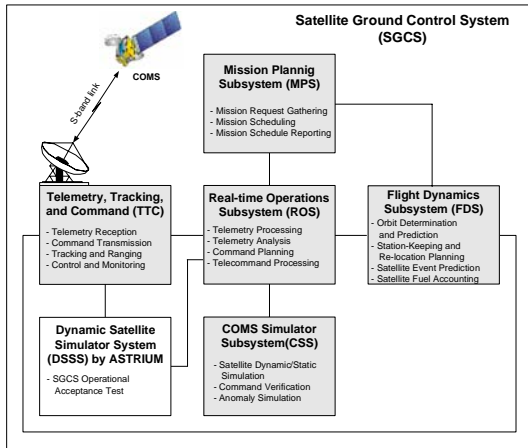 Satellite Ground Control System
(SGCS)
COMS
S-band link
Mission Plannig
Subsystem (MPS)
- Mission Request Gathering
- Mission Scheduling
- Mission Schedule Reporting
Telemetry, Tracking,
and Command (TTC)
- Telemetry Reception
- Command Transmission
- Tracking and Ranging
- Control and Monitoring
Real-time Operations
Subsystem (ROS)
- Telemetry Processing
- Telemetry Analysis
- Command Planning
- Telecommand Processing
Flight Dynamics
Subsystem (FDS)
- Orbit Determination
and Prediction
- Station-Keeping and
Re-location Planning
- Satellite Event Prediction
- Satellite Fuel Accounting
Dynamic Satellite
Simulator System
(DSSS) by ASTRIUM
- SGCS Operational
Acceptance Test
COMS Simulator
Subsystem(CSS)
- Satellite Dynamic/Static
Simulation
- Command Verification
- Anomaly Simulation